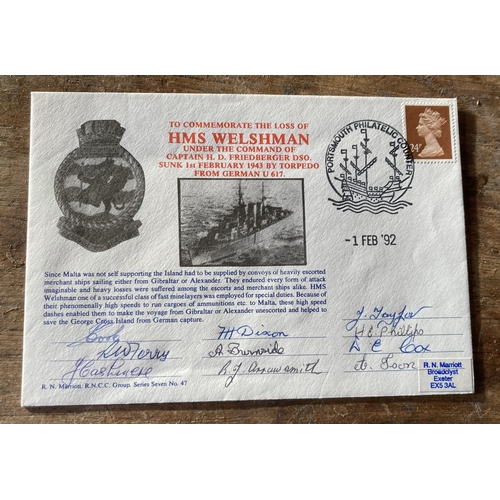 TO COMMEMORATE THE LOSS OF
HMS WELSHMAN
UNDER THE COMMAND OF
CAPTAIN H. D. FRIEDBERGER DSO.
SUNK 1st FEBRUARY 1943 BY TORPEDO
FROM GERMAN U 617.
PORTSMOUTH PHILATELIC COUNTER
24P
-1 FEB '92
Since Malta was not self supporting the Island had to be supplied by convoys of heavily escorted
merchant ships sailing either from Gibraltar or Alexander. They endured every form of attack
imaginable and heavy losses were suffered both among the escorts and merchant ships alike. HMS
Welshman one of a successful class of fast minelayers was employed for special duties. Because of
their phenomenally high speeds to run cargoes of ammunitions etc. to Malta, these high speed
dashes enabled them to make the voyage from Gibraltar or Alexander unescorted and helped to
save the George Cross Island from German capture.
H Dixon
J. Taylor
A Burnside
H.E. Phillips
L E Cox
R. J. Arrowsmith
R. N. Marriott. R.N.C.C. Group. Series Seven No. 47
R. N. Marriott
Broadclyst
Exeter
EX5 3AL